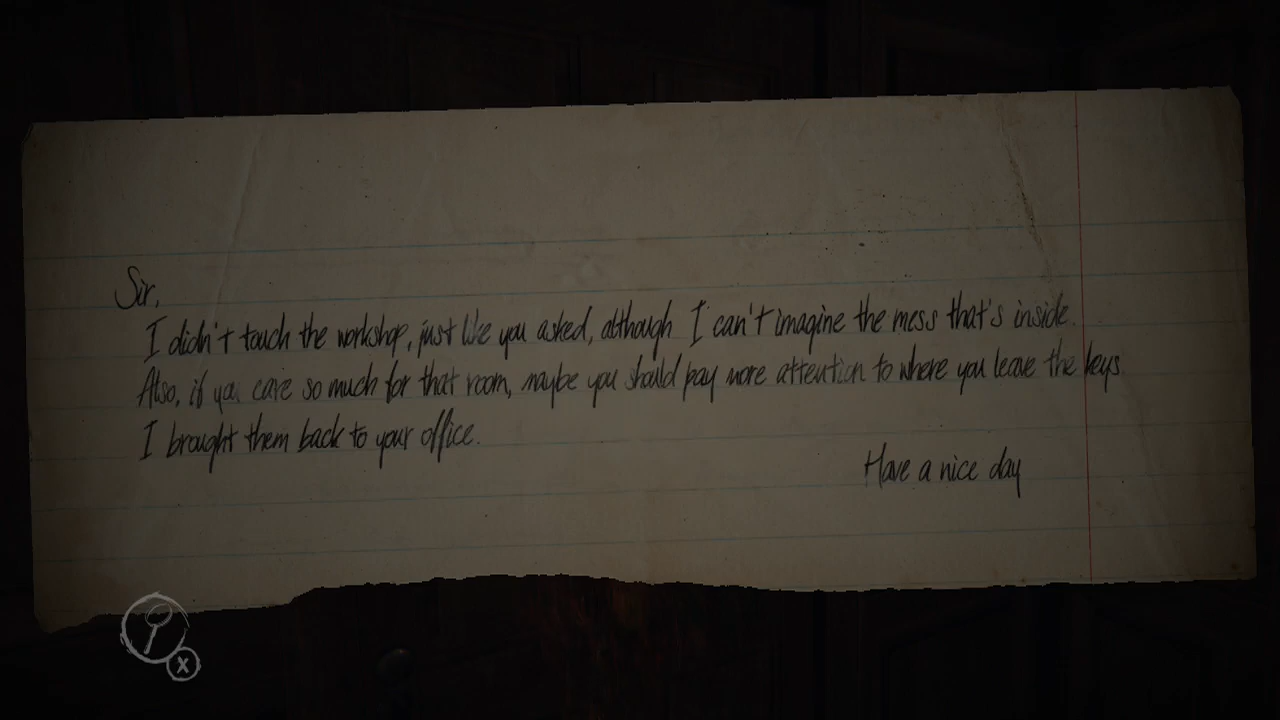 Sir,
I didn't touch the workshop, just like you asked, although I can't imagine the mess that's inside.
Also, if you care so much for that room, maybe you should pay more attention to where you leave the keys.
I brought them back to your office.
Have a nice day
X